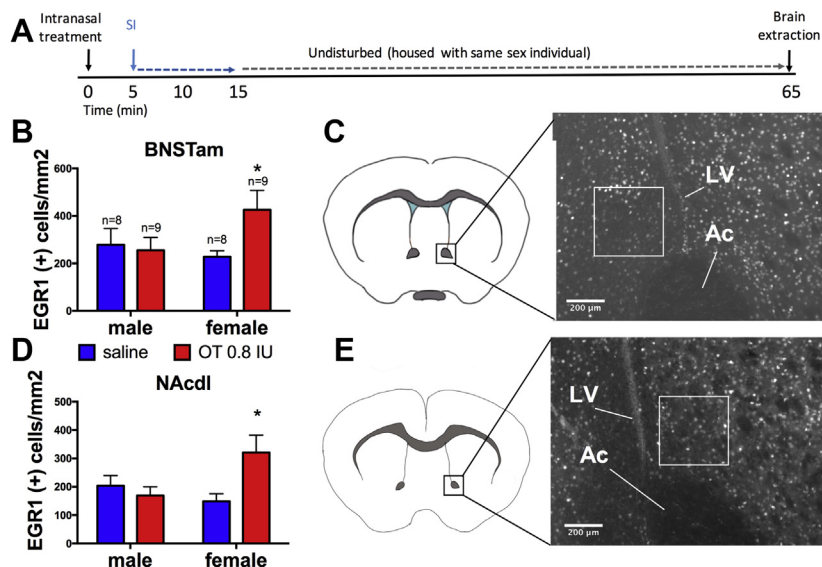 A
Intranasal
treatment
SI
Undisturbed (housed with same sex individual)
Brain
extraction
0 5 10 15 65
Time (min)
B
BNSTam
EGR1 (+) cells/mm2
600
400
200
0
n=8
n=9
n=8
*
n=9
male female
C
LV
Ac
200 μm
saline OT 0.8 IU
D
NAcdl
EGR1 (+) cells/mm2
500
400
300
200
100
0
*
male female
E
LV
Ac
200 μm